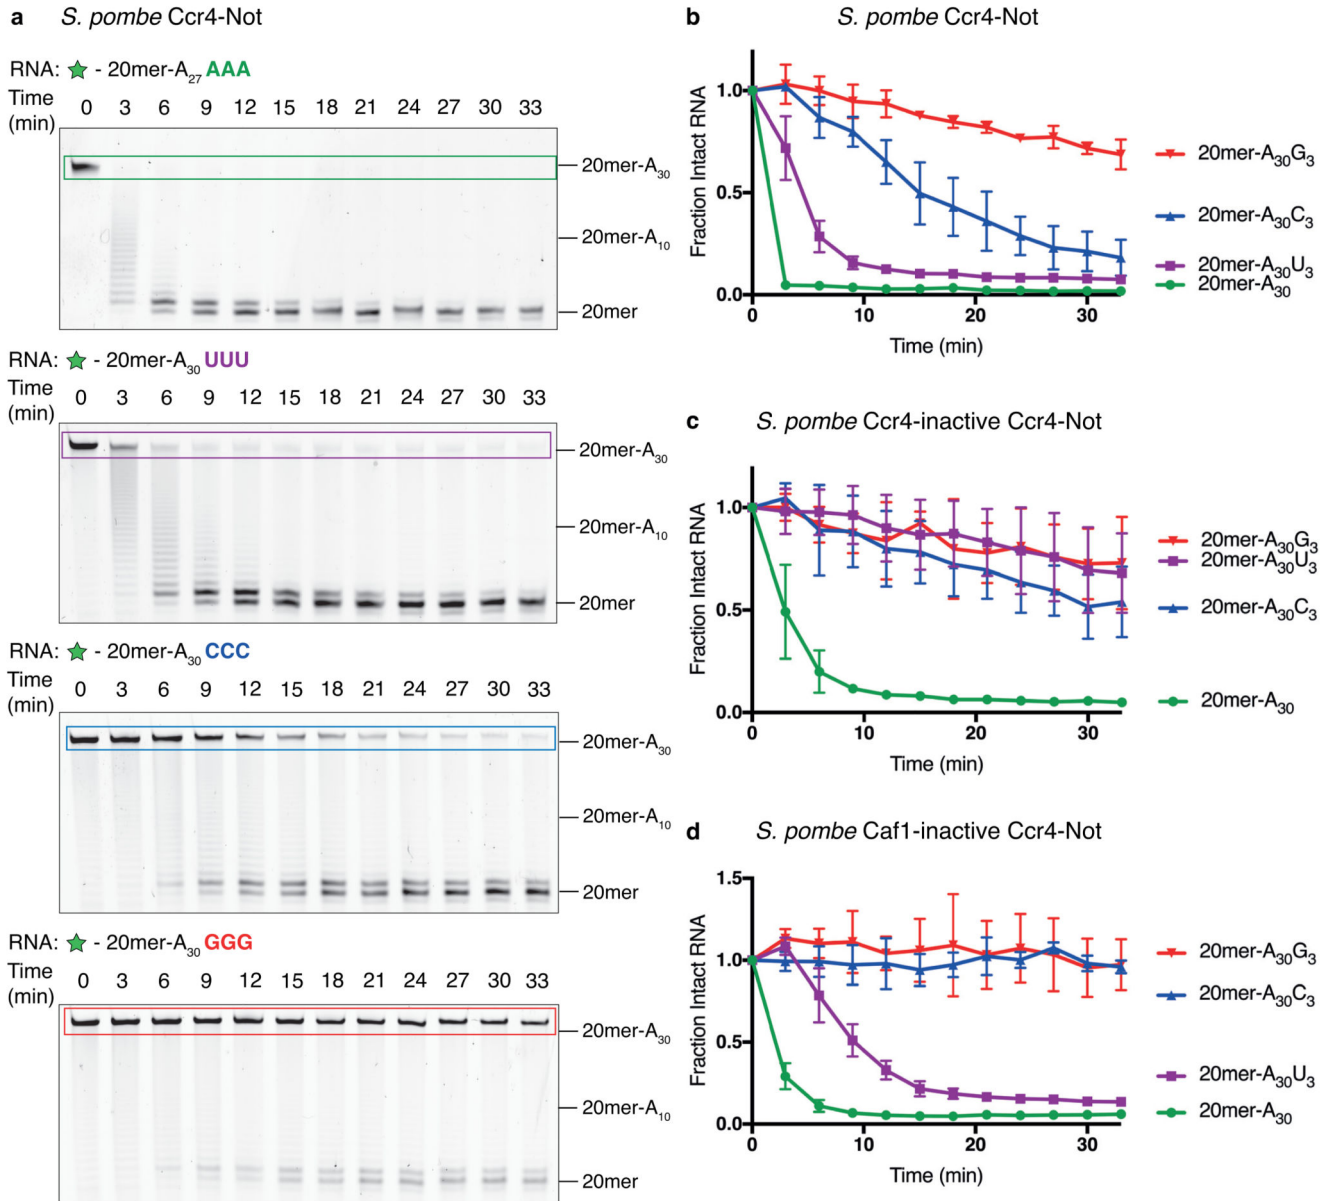 a S. pombe Ccr4-Not
RNA: - 20mer-A27 AAA
Time (min) 0 3 6 9 12 15 18 21 24 27 30 33
20mer-A30
20mer-A10
20mer
RNA: - 20mer-A30 UUU
Time (min) 0 3 6 9 12 15 18 21 24 27 30 33
20mer-A30
20mer-A10
20mer
RNA: - 20mer-A30 CCC
Time (min) 0 3 6 9 12 15 18 21 24 27 30 33
20mer-A30
20mer-A10
20mer
RNA: - 20mer-A30 GGG
Time (min) 0 3 6 9 12 15 18 21 24 27 30 33
20mer-A30
20mer-A10
20mer
b S. pombe Ccr4-Not
Fraction Intact RNA
1.0
0.5
0.0
0 10 20 30
Time (min)
20mer-A30G3
20mer-A30C3
20mer-A30U3
20mer-A30
c S. pombe Ccr4-inactive Ccr4-Not
Fraction Intact RNA
1.0
0.5
0.0
0 10 20 30
Time (min)
20mer-A30G3
20mer-A30U3
20mer-A30C3
20mer-A30
d S. pombe Caf1-inactive Ccr4-Not
Fraction Intact RNA
1.5
1.0
0.5
0.0
0 10 20 30
Time (min)
20mer-A30G3
20mer-A30C3
20mer-A30U3
20mer-A30